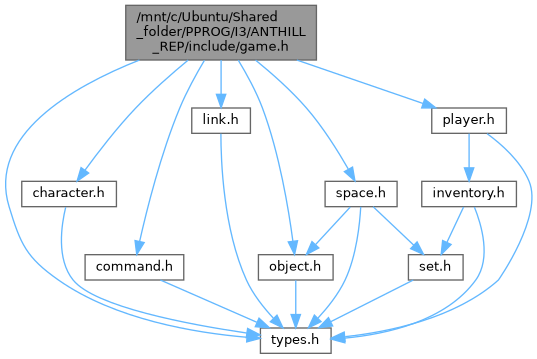 /mnt/c/Ubuntu/Shared
_folder/PPROG/I3/ANTHILL
_REP/include/game.h
link.h
player.h
character.h
space.h
inventory.h
command.h
object.h
set.h
types.h